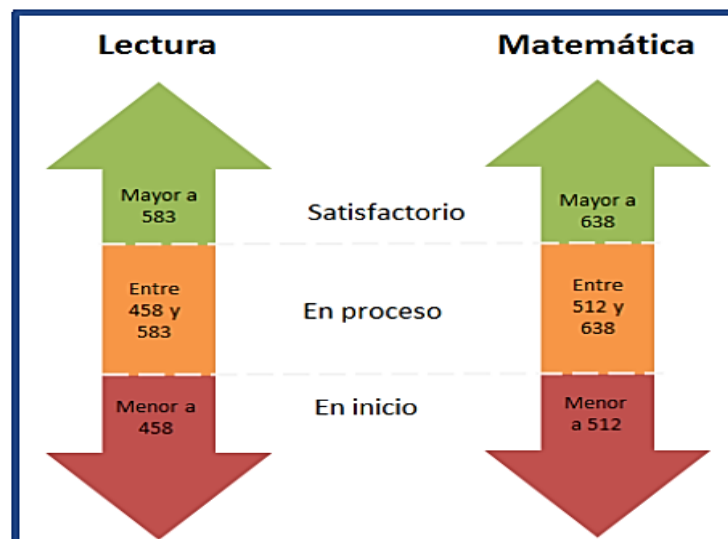 Lectura
Matemática
Mayor a
583
Satisfactorio
Mayor a
638
Entre
458 y
583
En proceso
Entre
512 y
638
Menor a
458
En inicio
Menor
a 512